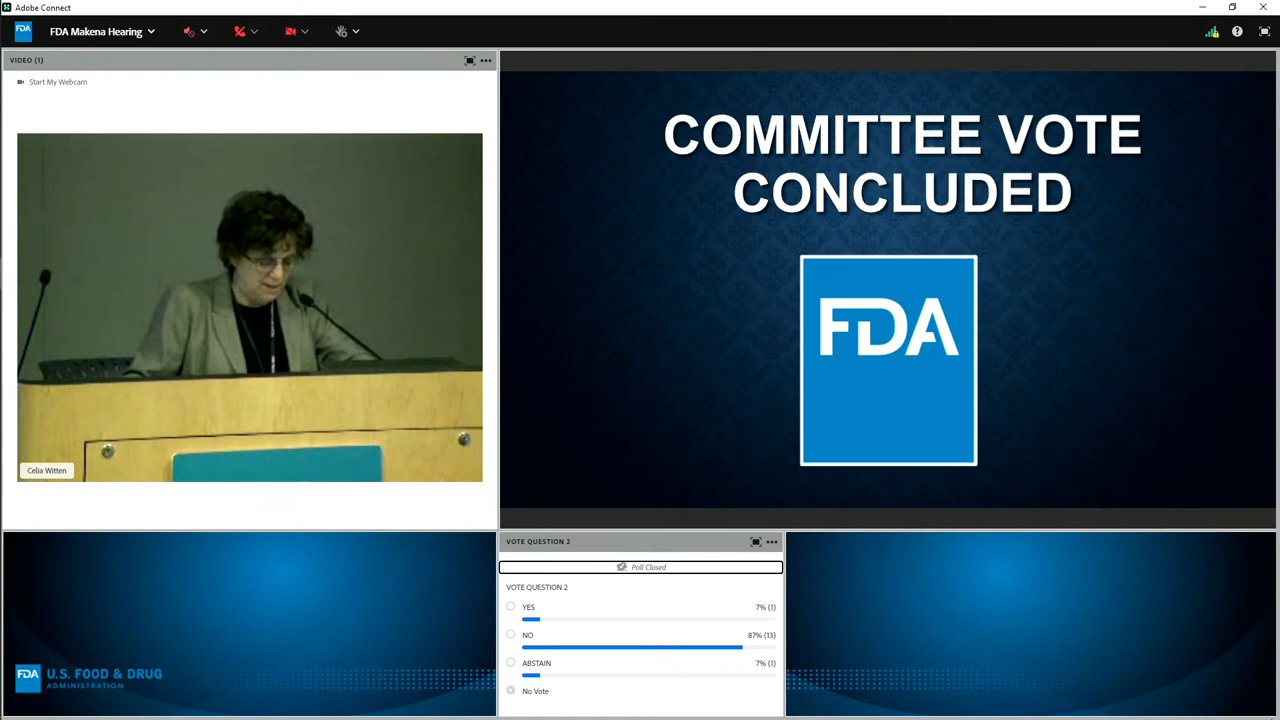 Adobe Connect
FDA
FDA Makena Hearing
VIDEO (1)
Start My Webcam
Celia Witten
COMMITTEE VOTE
CONCLUDED
FDA
VOTE QUESTION 2
Poll Closed
VOTE QUESTION 2
YES 7% (1)
NO 87% (13)
ABSTAIN 7% (1)
No Vote
FDA U.S. FOOD & DRUG
ADMINISTRATION